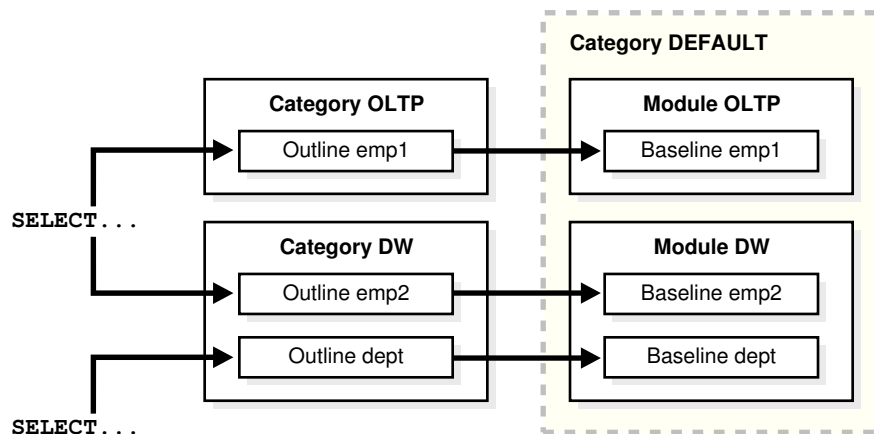 Category DEFAULT
Category OLTP
Module OLTP
Outline emp1
Baseline emp1
SELECT...
Category DW
Module DW
Outline emp2
Baseline emp2
Outline dept
Baseline dept
SELECT...